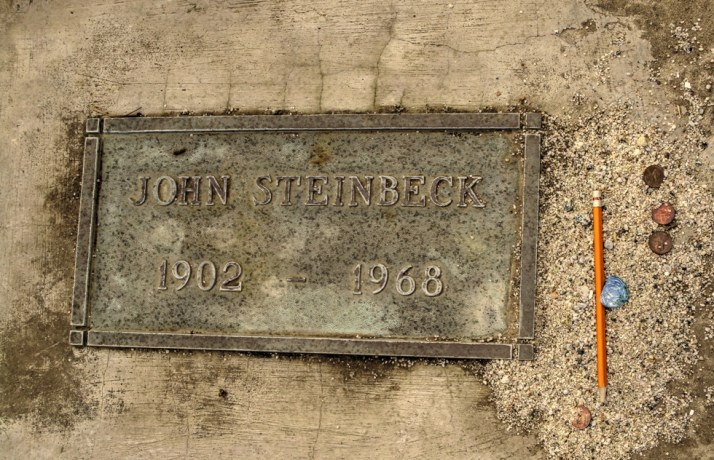 JOHN STEINBECK
1902 – 1968